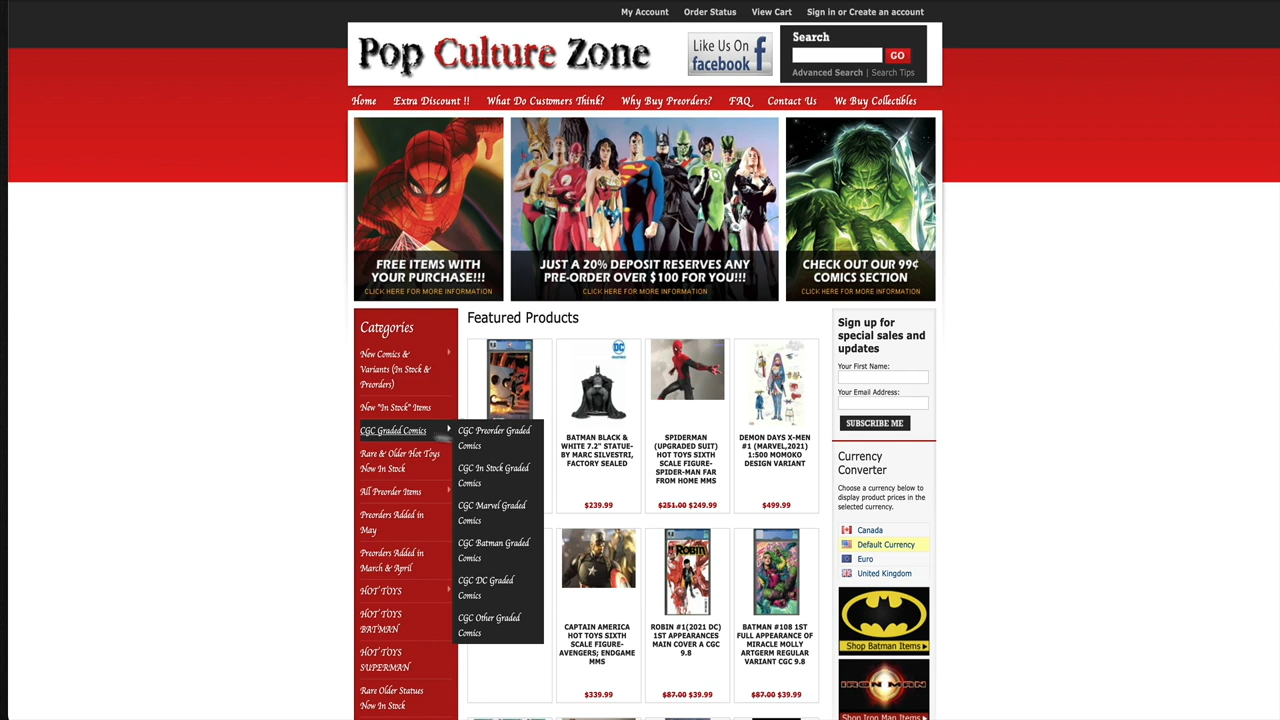 My Account Order Status View Cart Sign in or Create an account
Pop Culture Zone
Like Us On
facebook
Search
GO
Advanced Search | Search Tips
Home Extra Discount !! What Do Customers Think? Why Buy Preorders? FAQ Contact Us We Buy Collectibles
FREE ITEMS WITH
YOUR PURCHASE!!!
CLICK HERE FOR MORE INFORMATION
JUST A 20% DEPOSIT RESERVES ANY
PRE-ORDER OVER $100 FOR YOU!!!
CLICK HERE FOR MORE INFORMATION
CHECK OUT OUR 99¢
COMICS SECTION
CLICK HERE FOR MORE INFORMATION
Categories
New Comics &
Variants (In Stock &
Preorders)
New "In Stock" Items
CGC Graded Comics
Rare & Older Hot Toys
Now In Stock
All Preorder Items
Preorders Added in
May
Preorders Added in
March & April
HOT TOYS
HOT TOYS
BATMAN
HOT TOYS
SUPERMAN
Rare Older Statues
Now In Stock
CGC Preorder Graded
Comics
CGC In Stock Graded
Comics
CGC Marvel Graded
Comics
CGC Batman Graded
Comics
CGC DC Graded
Comics
CGC Other Graded
Comics
Featured Products
DC
BATMAN BLACK &
WHITE 7.2" STATUE-
BY MARC SILVESTRI,
FACTORY SEALED
$239.99
SPIDERMAN
(UPGRADED SUIT)
HOT TOYS SIXTH
SCALE FIGURE-
SPIDER-MAN FAR
FROM HOME MMS
$251.00 $249.99
DEMON DAYS X-MEN
#1 (MARVEL,2021)
1:500 MOMOKO
DESIGN VARIANT
$499.99
CAPTAIN AMERICA
HOT TOYS SIXTH
SCALE FIGURE-
AVENGERS; ENDGAME
MMS
$339.99
ROBIN
ROBIN #1(2021 DC)
1ST APPEARANCES
MAIN COVER A CGC
9.8
$87.00 $39.99
BATMAN #108 1ST
FULL APPEARANCE OF
MIRACLE MOLLY
ARTGERM REGULAR
VARIANT CGC 9.8
$87.00 $39.99
Sign up for
special sales and
updates
Your First Name:
Your Email Address:
SUBSCRIBE ME
Currency
Converter
Choose a currency below to
display product prices in the
selected currency.
Canada
Default Currency
Euro
United Kingdom
Shop Batman Items
IRON MAN
Shop Iron Man Items